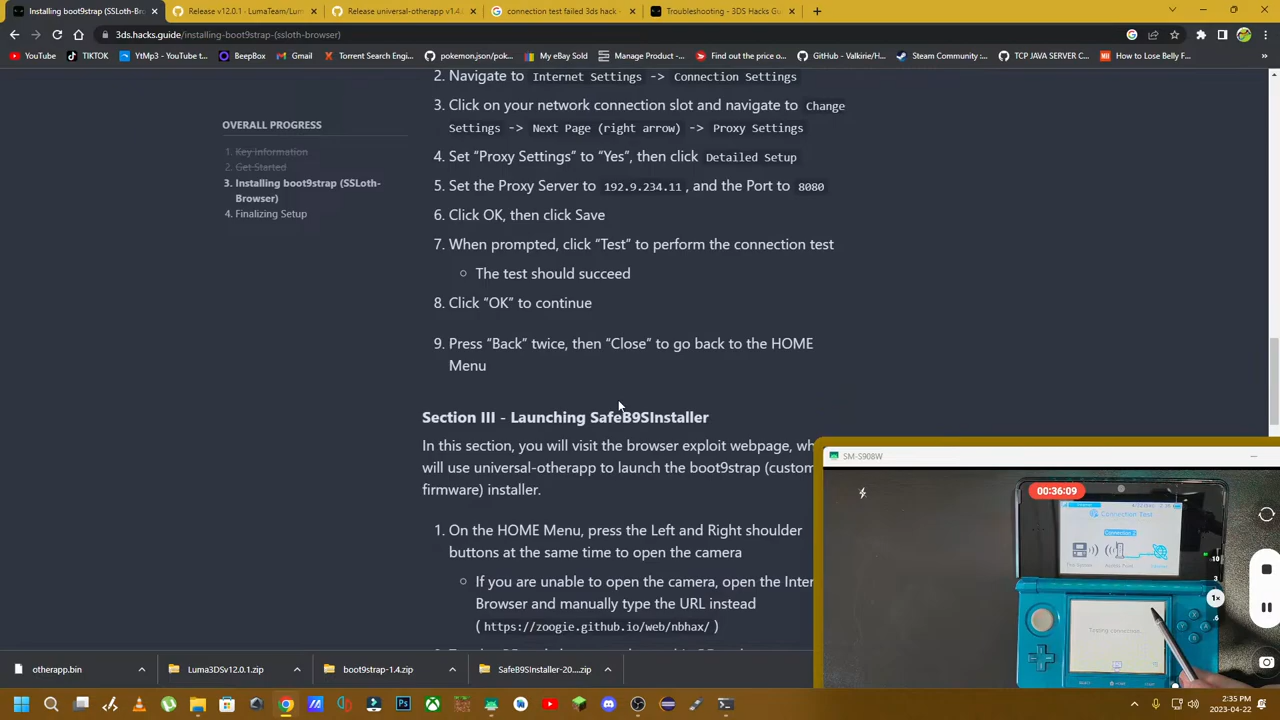 Installing boot9strap (SSLoth-Br
Release v12.0.1 · LumaTeam/Lum
Release universal-otherapp v1.4.0
connection test failed 3ds hack -
Troubleshooting - 3DS Hacks Gu
3ds.hacks.guide/installing-boot9strap-(ssloth-browser)
YouTube
TIKTOK
YtMp3 - YouTube to...
BeepBox
Gmail
Torrent Search Engi...
pokemon.json/pok...
My eBay Sold
Manage Product -...
Find out the price o...
GitHub - Valkirie/H...
Steam Community :...
TCP JAVA SERVER C...
How to Lose Belly F...
OVERALL PROGRESS
1. Key information
2. Get Started
3. Installing boot9strap (SSLoth-
Browser)
4. Finalizing Setup
2. Navigate to Internet Settings -> Connection Settings
3. Click on your network connection slot and navigate to Change
Settings -> Next Page (right arrow) -> Proxy Settings
4. Set “Proxy Settings” to “Yes”, then click Detailed Setup
5. Set the Proxy Server to 192.9.234.11, and the Port to 8080
6. Click OK, then click Save
7. When prompted, click “Test” to perform the connection test
The test should succeed
8. Click “OK” to continue
9. Press “Back” twice, then “Close” to go back to the HOME
Menu
Section III - Launching SafeB9SInstaller
In this section, you will visit the browser exploit webpage, wh
will use universal-otherapp to launch the boot9strap (custom
firmware) installer.
1. On the HOME Menu, press the Left and Right shoulder
buttons at the same time to open the camera
If you are unable to open the camera, open the Inter
Browser and manually type the URL instead
(https://zoogie.github.io/web/nbhax/)
SM-S908W
00:36:09
Connection Test
10
3
1×
.6
otherapp.bin
Luma3DSv12.0.1.zip
boot9strap-1.4.zip
SafeB9SInstaller-20....zip
2:35 PM
2023-04-22